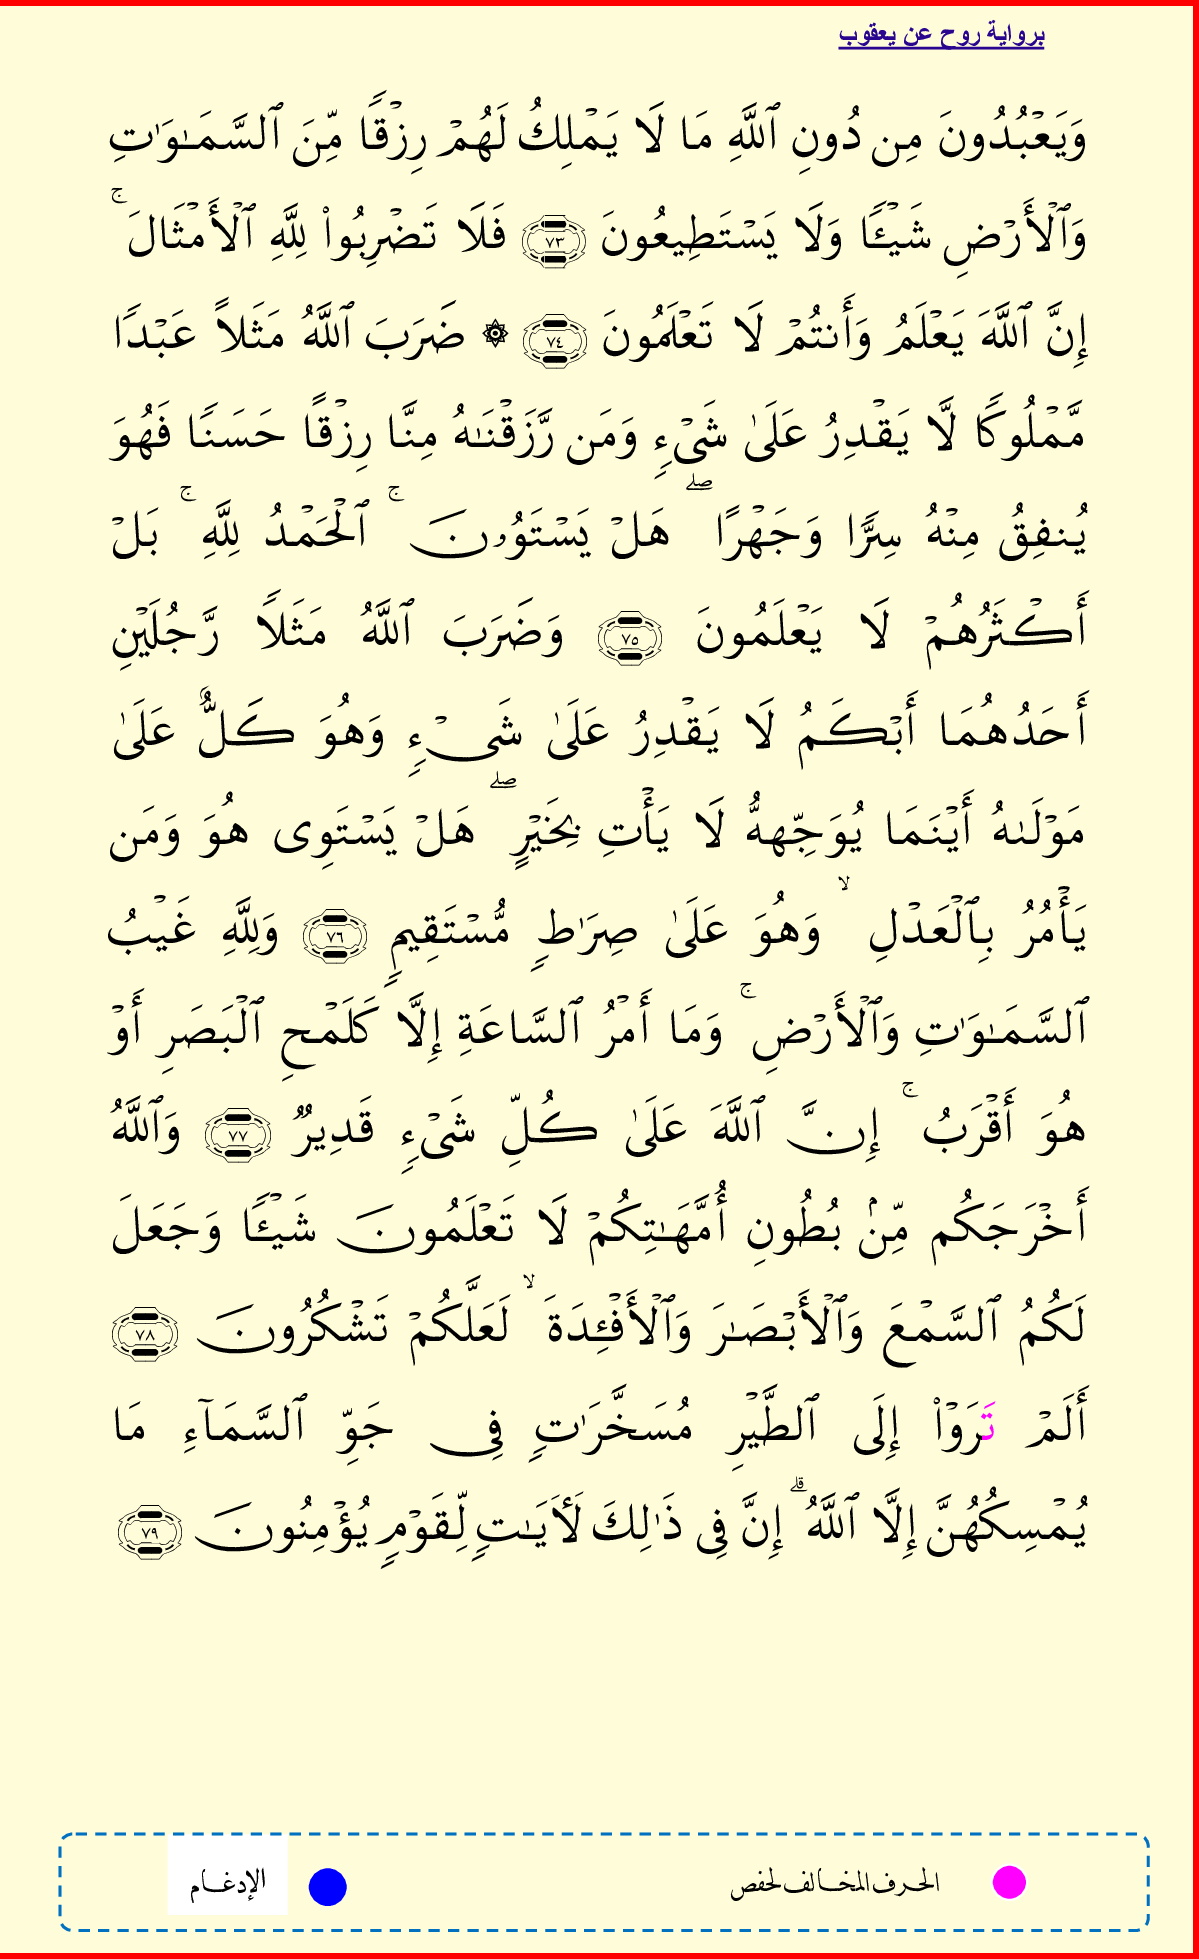 برواية روح عن يعقوب
وَيَعْبُدُونَ مِن دُونِ ٱللَّهِ مَا لَا يَمْلِكُ لَهُمْ رِزْقًا مِّنَ ٱلسَّمَـٰوَٰتِ
وَٱلْأَرْضِ شَيْـًٔا وَلَا يَسْتَطِيعُونَ ٧٣ فَلَا تَضْرِبُوا۟ لِلَّهِ ٱلْأَمْثَالَ ۚ
إِنَّ ٱللَّهَ يَعْلَمُ وَأَنتُمْ لَا تَعْلَمُونَ ٧٤ ۞ ضَرَبَ ٱللَّهُ مَثَلًا عَبْدًا
مَّمْلُوكًا لَّا يَقْدِرُ عَلَىٰ شَىْءٍ وَمَن رَّزَقْنَـٰهُ مِنَّا رِزْقًا حَسَنًا فَهُوَ
يُنفِقُ مِنْهُ سِرًّا وَجَهْرًا ۖ هَلْ يَسْتَوُۥنَ ۚ ٱلْحَمْدُ لِلَّهِ ۚ بَلْ
أَكْثَرُهُمْ لَا يَعْلَمُونَ ٧٥ وَضَرَبَ ٱللَّهُ مَثَلًا رَّجُلَيْنِ
أَحَدُهُمَا أَبْكَمُ لَا يَقْدِرُ عَلَىٰ شَىْءٍ وَهُوَ كَلٌّ عَلَىٰ
مَوْلَىٰهُ أَيْنَمَا يُوَجِّههُّ لَا يَأْتِ بِخَيْرٍ ۖ هَلْ يَسْتَوِى هُوَ وَمَن
يَأْمُرُ بِٱلْعَدْلِ ۙ وَهُوَ عَلَىٰ صِرَٰطٍ مُّسْتَقِيمٍ ٧٦ وَلِلَّهِ غَيْبُ
ٱلسَّمَـٰوَٰتِ وَٱلْأَرْضِ ۚ وَمَا أَمْرُ ٱلسَّاعَةِ إِلَّا كَلَمْحِ ٱلْبَصَرِ أَوْ
هُوَ أَقْرَبُ ۚ إِنَّ ٱللَّهَ عَلَىٰ كُلِّ شَىْءٍ قَدِيرٌ ٧٧ وَٱللَّهُ
أَخْرَجَكُم مِّنۢ بُطُونِ أُمَّهَـٰتِكُمْ لَا تَعْلَمُونَ شَيْـًٔا وَجَعَلَ
لَكُمُ ٱلسَّمْعَ وَٱلْأَبْصَـٰرَ وَٱلْأَفْـِٔدَةَ ۙ لَعَلَّكُمْ تَشْكُرُونَ ٧٨
أَلَمْ تَرَوْا۟ إِلَى ٱلطَّيْرِ مُسَخَّرَٰتٍ فِى جَوِّ ٱلسَّمَآءِ مَا
يُمْسِكُهُنَّ إِلَّا ٱللَّهُ ۗ إِنَّ فِى ذَٰلِكَ لَـَٔايَـٰتٍ لِّقَوْمٍ يُؤْمِنُونَ ٧٩
الحرف المخالف لحفص
الإدغام